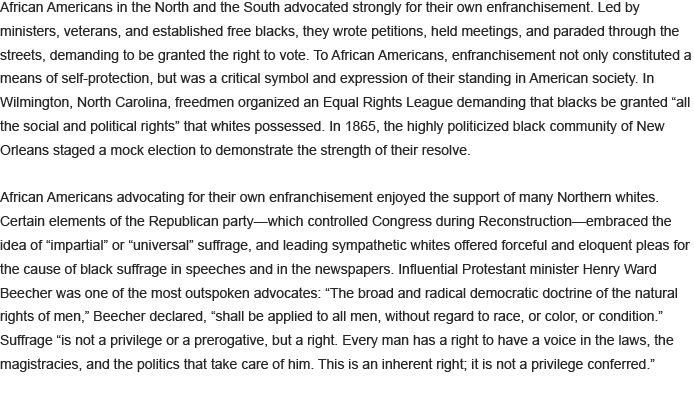 African Americans in the North and the South advocated strongly for their own enfranchisement. Led by
ministers, veterans, and established free blacks, they wrote petitions, held meetings, and paraded through the
streets, demanding to be granted the right to vote. To African Americans, enfranchisement not only constituted a
means of self-protection, but was a critical symbol and expression of their standing in American society. In
Wilmington, North Carolina, freedmen organized an Equal Rights League demanding that blacks be granted “all
the social and political rights” that whites possessed. In 1865, the highly politicized black community of New
Orleans staged a mock election to demonstrate the strength of their resolve.
African Americans advocating for their own enfranchisement enjoyed the support of many Northern whites.
Certain elements of the Republican party—which controlled Congress during Reconstruction—embraced the
idea of “impartial” or “universal” suffrage, and leading sympathetic whites offered forceful and eloquent pleas for
the cause of black suffrage in speeches and in the newspapers. Influential Protestant minister Henry Ward
Beecher was one of the most outspoken advocates: “The broad and radical democratic doctrine of the natural
rights of men,” Beecher declared, “shall be applied to all men, without regard to race, or color, or condition.”
Suffrage “is not a privilege or a prerogative, but a right. Every man has a right to have a voice in the laws, the
magistracies, and the politics that take care of him. This is an inherent right; it is not a privilege conferred.”